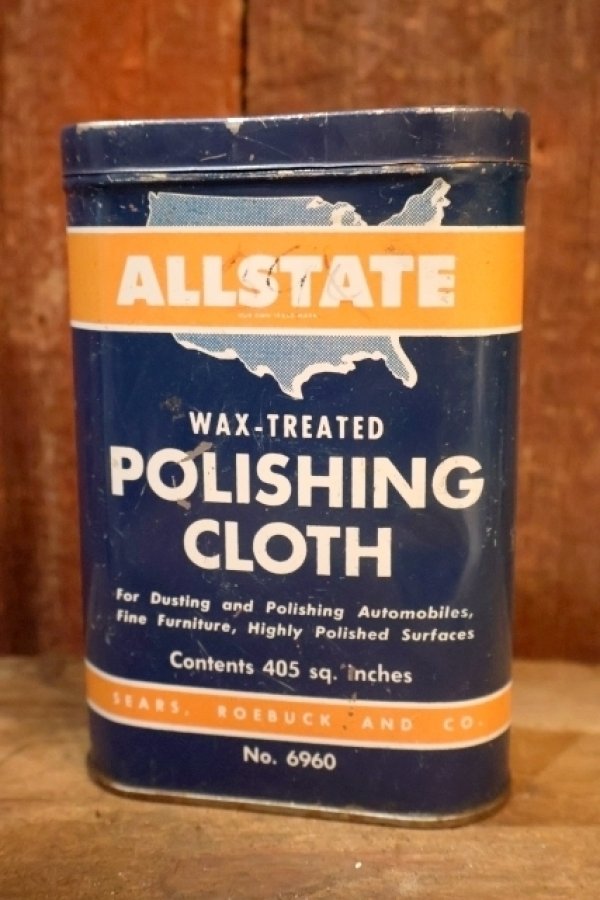 ALLSTATE
WAX-TREATED
POLISHING
CLOTH
For Dusting and Polishing Automobiles,
Fine Furniture, Highly Polished Surfaces
Contents 405 sq. inches
SEARS, ROEBUCK AND CO.
No. 6960